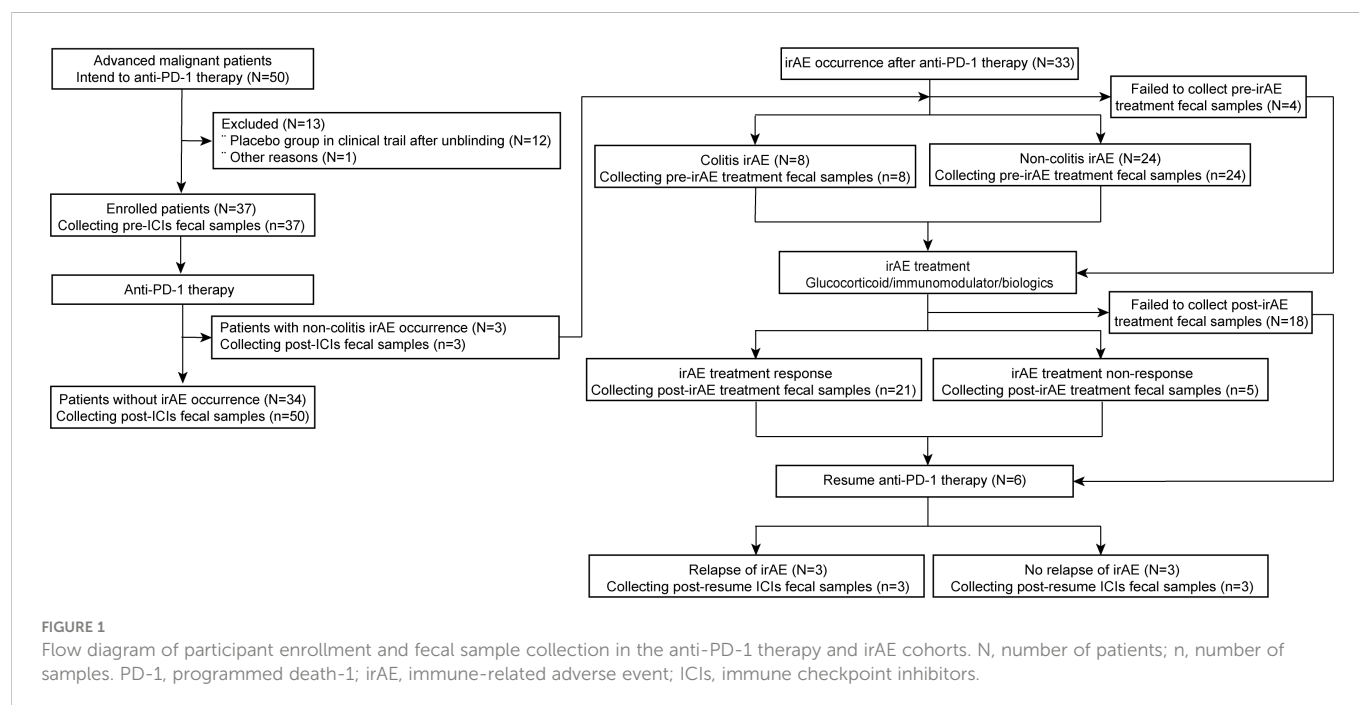 Advanced malignant patients
Intend to anti-PD-1 therapy (N=50)
Excluded (N=13)
¨ Placebo group in clinical trail after unblinding (N=12)
¨ Other reasons (N=1)
Enrolled patients (N=37)
Collecting pre-ICIs fecal samples (n=37)
Anti-PD-1 therapy
Patients with non-colitis irAE occurrence (N=3)
Collecting post-ICIs fecal samples (n=3)
Patients without irAE occurrence (N=34)
Collecting post-ICIs fecal samples (n=50)
irAE occurrence after anti-PD-1 therapy (N=33)
Failed to collect pre-irAE
treatment fecal samples (N=4)
Colitis irAE (N=8)
Collecting pre-irAE treatment fecal samples (n=8)
Non-colitis irAE (N=24)
Collecting pre-irAE treatment fecal samples (n=24)
irAE treatment
Glucocorticoid/immunomodulator/biologics
Failed to collect post-irAE
treatment fecal samples (N=18)
irAE treatment response
Collecting post-irAE treatment fecal samples (n=21)
irAE treatment non-response
Collecting post-irAE treatment fecal samples (n=5)
Resume anti-PD-1 therapy (N=6)
Relapse of irAE (N=3)
Collecting post-resume ICIs fecal samples (n=3)
No relapse of irAE (N=3)
Collecting post-resume ICIs fecal samples (n=3)
FIGURE 1
Flow diagram of participant enrollment and fecal sample collection in the anti-PD-1 therapy and irAE cohorts. N, number of patients; n, number of
samples. PD-1, programmed death-1; irAE, immune-related adverse event; ICIs, immune checkpoint inhibitors.